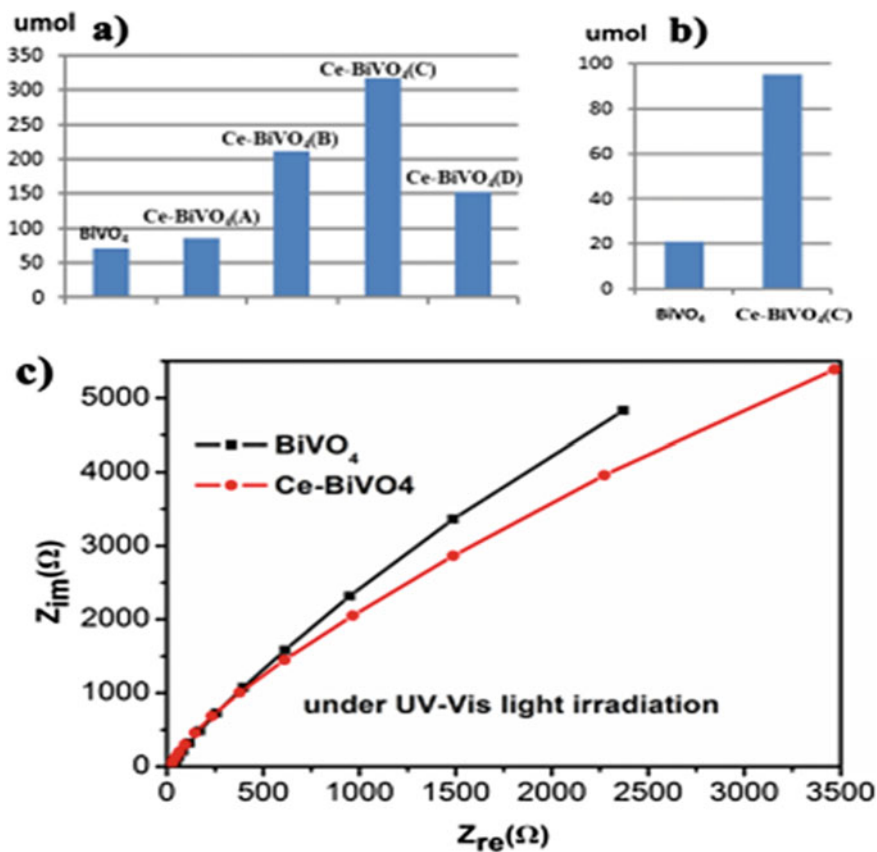 umol a)
350
300
250
200
150
100
50
0
BiVO₄
Ce-BiVO₄(A)
Ce-BiVO₄(B)
Ce-BiVO₄(C)
Ce-BiVO₄(D)
umol b)
100
80
60
40
20
0
BiVO₄ Ce-BiVO₄(C)
c)
5000
4000
3000
2000
1000
0
Zim(Ω)
BiVO₄
Ce-BiVO4
under UV-Vis light irradiation
0 500 1000 1500 2000 2500 3000 3500
Zre(Ω)